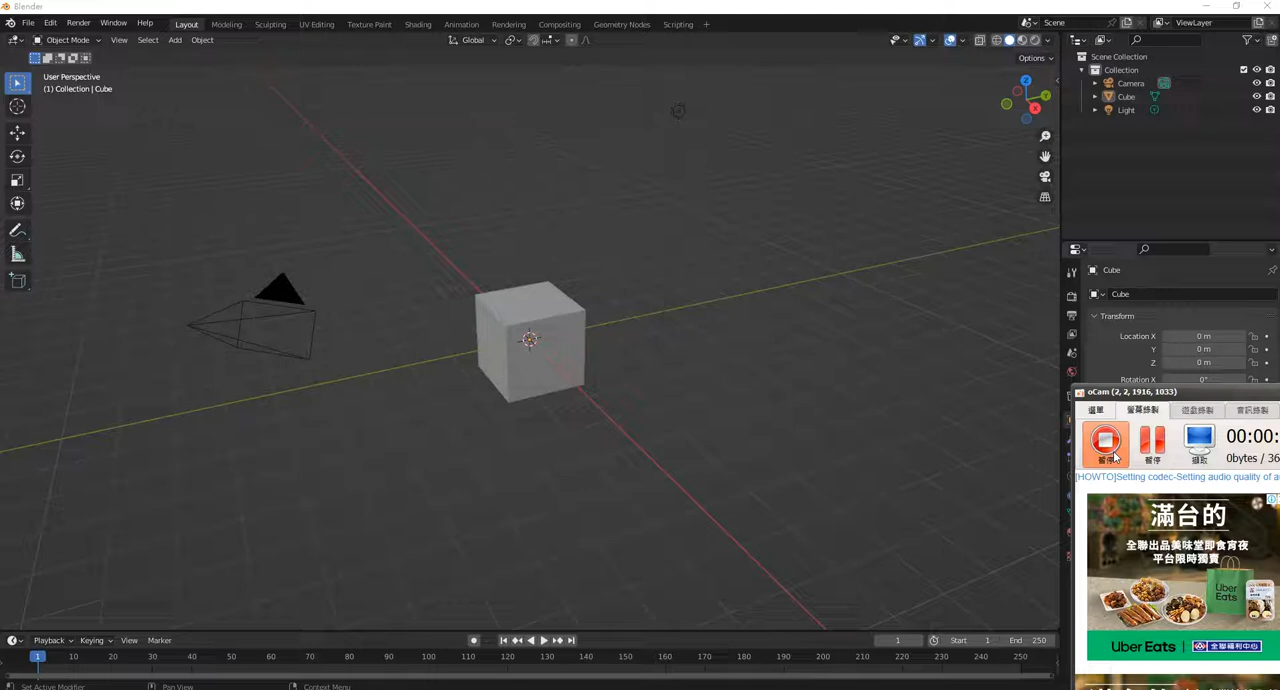 Blender
File Edit Render Window Help Layout Modeling Sculpting UV Editing Texture Paint Shading Animation Rendering Compositing Geometry Nodes Scripting + Scene ViewLayer
Object Mode View Select Add Object Global
Options
User Perspective
(1) Collection | Cube
Z
Y
X
Scene Collection
Collection
Camera
Cube
Light
Cube
Cube
Transform
Location X 0 m
Y 0 m
Z 0 m
Rotation X 0°
oCam (2, 2, 1916, 1033)
選單 螢幕錄製 遊戲錄製 音訊錄製
00:00:
暫停 暫停 擷取 0bytes / 36
[HOWTO]Setting codec-Setting audio quality of a
滿台的
全聯出品美味堂即食宵夜
平台限時獨賣
Uber
Eats
Uber Eats | 全聯福利中心
Playback Keying View Marker 1 Start 1 End 250
1 10 20 30 40 50 60 70 80 90 100 110 120 130 140 150 160 170 180 190 200 210 220 230 240 250
Set Active Modifier Pan View Context Menu